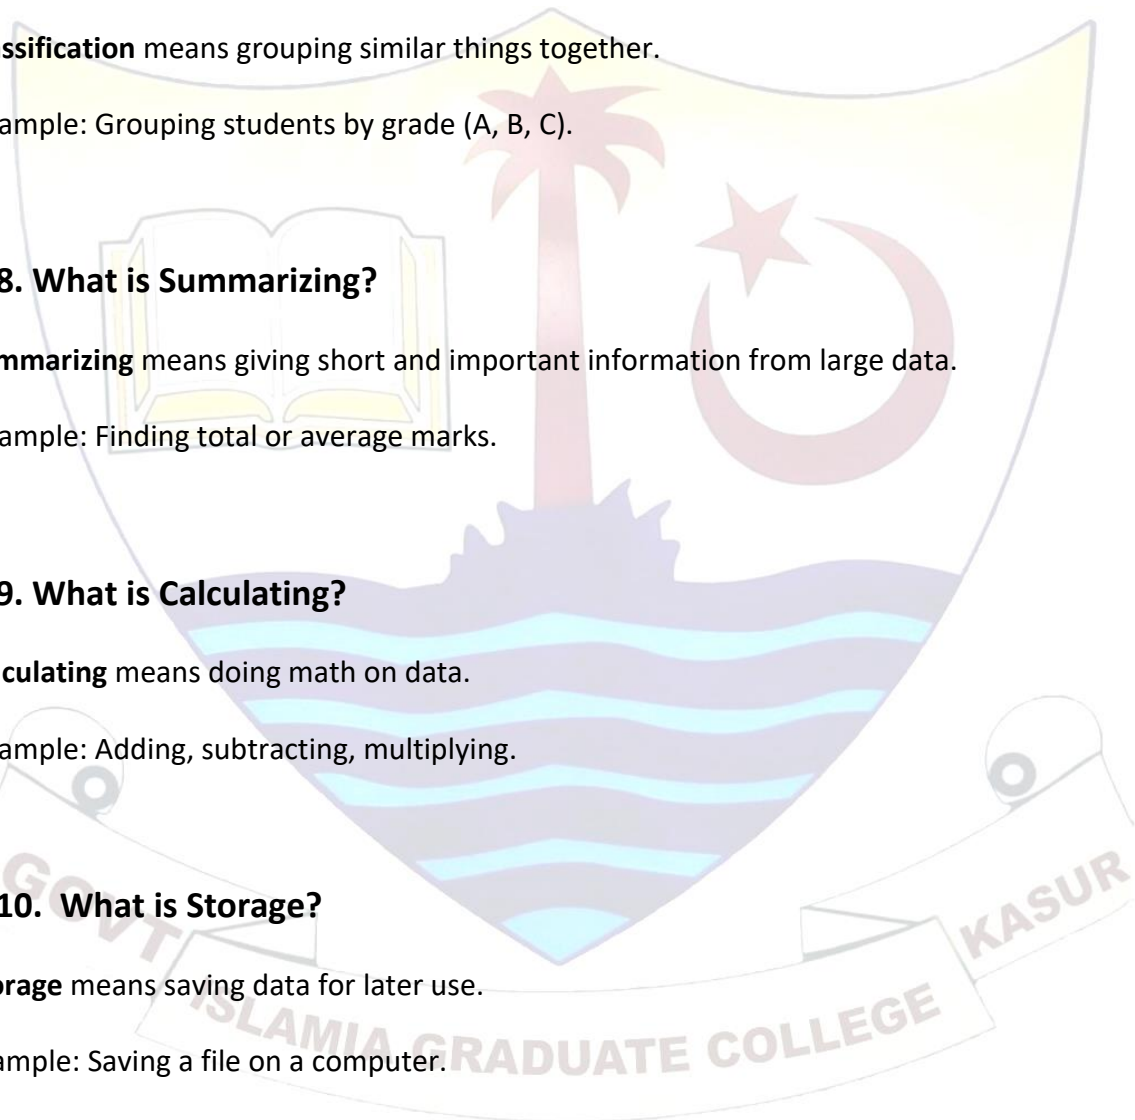 ssification means grouping similar things together.
ample: Grouping students by grade (A, B, C).
8. What is Summarizing?
mmarizing means giving short and important information from large data.
ample: Finding total or average marks.
9. What is Calculating?
culating means doing math on data.
ample: Adding, subtracting, multiplying.
10. What is Storage?
orage means saving data for later use.
ample: Saving a file on a computer.
GOVT ISLAMIA GRADUATE COLLEGE KASUR